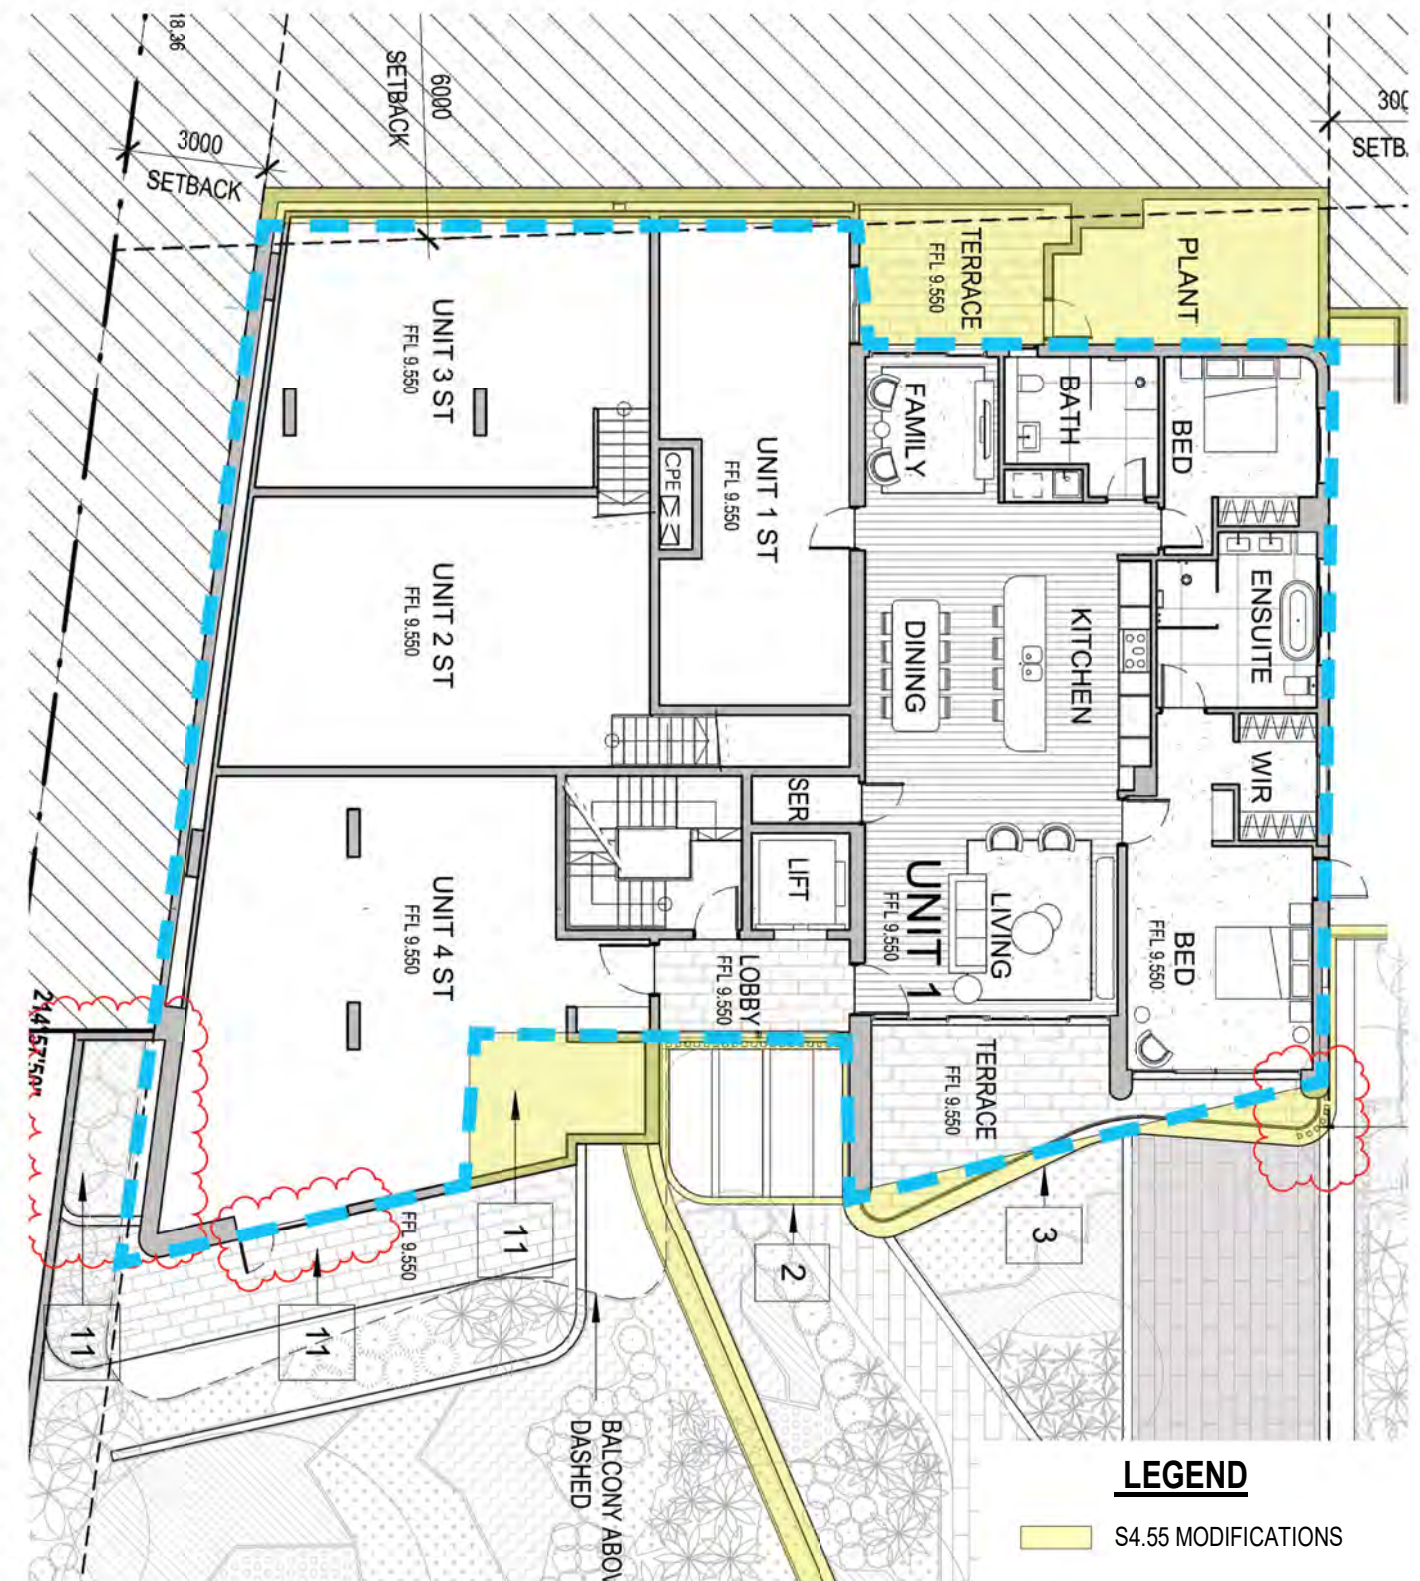 18.36
3000
SETBACK
6000
SETBACK
300
SETB
TERRACE
FFL 9.550
PLANT
UNIT 3 ST
FFL 9.550
UNIT 1 ST
FFL 9.550
CPE
FAMILY
BATH
BED
UNIT 2 ST
FFL 9.550
DINING
KITCHEN
ENSUITE
WIR
SER
LIFT
UNIT 1
FFL 9.550
LIVING
BED
FFL 9.550
UNIT 4 ST
FFL 9.550
LOBBY
FFL 9.550
TERRACE
FFL 9.550
214°57'50"
FFL 9.550
11
11
11
2
3
BALCONY ABOV
DASHED
LEGEND
S4.55 MODIFICATIONS